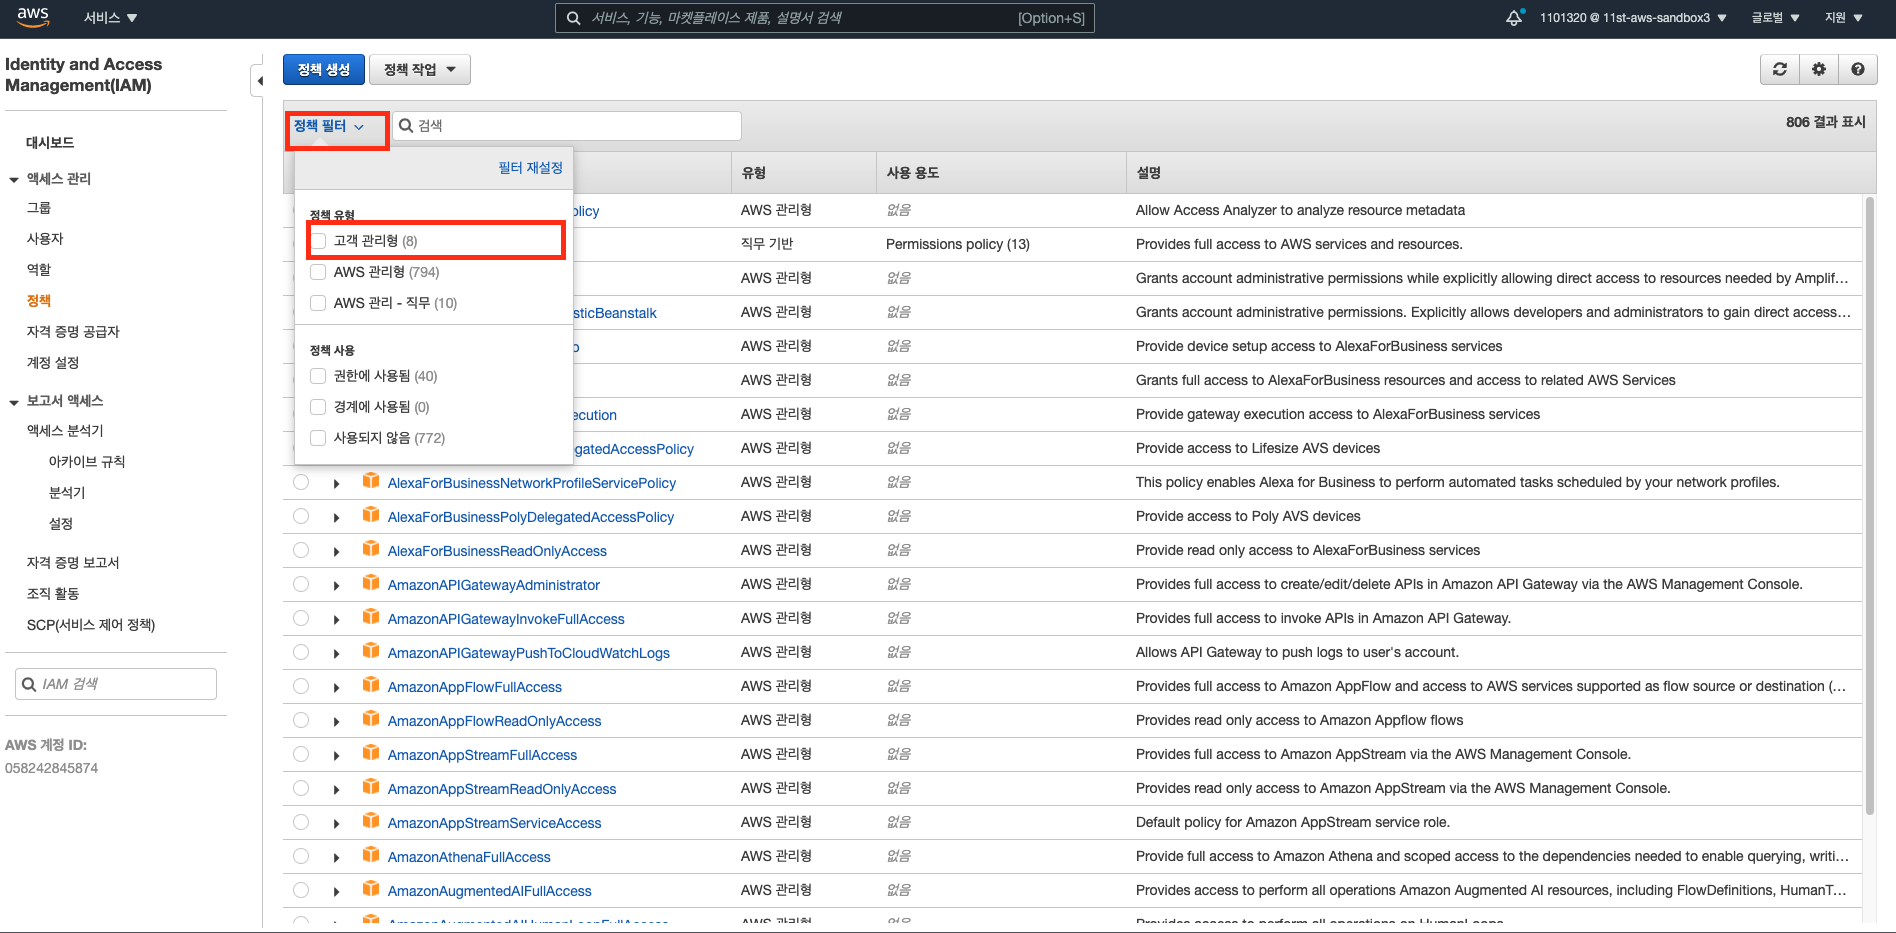 aws
서비스
서비스, 기능, 마켓플레이스 제품, 설명서 검색
[Option+S]
1101320 @ 11st-aws-sandbox3
글로벌
지원
Identity and Access
Management(IAM)
대시보드
액세스 관리
그룹
사용자
역할
정책
자격 증명 공급자
계정 설정
보고서 액세스
액세스 분석기
아카이브 규칙
분석기
설정
자격 증명 보고서
조직 활동
SCP(서비스 제어 정책)
IAM 검색
AWS 계정 ID:
058242845874
정책 생성
정책 작업
정책 필터
검색
806 결과 표시
필터 재설정
정책 유형
고객 관리형 (8)
AWS 관리형 (794)
AWS 관리 - 직무 (10)
정책 사용
권한에 사용됨 (40)
경계에 사용됨 (0)
사용되지 않음 (772)
유형 사용 용도 설명
olicy AWS 관리형 없음 Allow Access Analyzer to analyze resource metadata
직무 기반 Permissions policy (13) Provides full access to AWS services and resources.
AWS 관리형 없음 Grants account administrative permissions while explicitly allowing direct access to resources needed by Amplif...
sticBeanstalk AWS 관리형 없음 Grants account administrative permissions. Explicitly allows developers and administrators to gain direct access...
o AWS 관리형 없음 Provide device setup access to AlexaForBusiness services
AWS 관리형 없음 Grants full access to AlexaForBusiness resources and access to related AWS Services
ecution AWS 관리형 없음 Provide gateway execution access to AlexaForBusiness services
egatedAccessPolicy AWS 관리형 없음 Provide access to Lifesize AVS devices
AlexaForBusinessNetworkProfileServicePolicy AWS 관리형 없음 This policy enables Alexa for Business to perform automated tasks scheduled by your network profiles.
AlexaForBusinessPolyDelegatedAccessPolicy AWS 관리형 없음 Provide access to Poly AVS devices
AlexaForBusinessReadOnlyAccess AWS 관리형 없음 Provide read only access to AlexaForBusiness services
AmazonAPIGatewayAdministrator AWS 관리형 없음 Provides full access to create/edit/delete APIs in Amazon API Gateway via the AWS Management Console.
AmazonAPIGatewayInvokeFullAccess AWS 관리형 없음 Provides full access to invoke APIs in Amazon API Gateway.
AmazonAPIGatewayPushToCloudWatchLogs AWS 관리형 없음 Allows API Gateway to push logs to user's account.
AmazonAppFlowFullAccess AWS 관리형 없음 Provides full access to Amazon AppFlow and access to AWS services supported as flow source or destination (...
AmazonAppFlowReadOnlyAccess AWS 관리형 없음 Provides read only access to Amazon Appflow flows
AmazonAppStreamFullAccess AWS 관리형 없음 Provides full access to Amazon AppStream via the AWS Management Console.
AmazonAppStreamReadOnlyAccess AWS 관리형 없음 Provides read only access to Amazon AppStream via the AWS Management Console.
AmazonAppStreamServiceAccess AWS 관리형 없음 Default policy for Amazon AppStream service role.
AmazonAthenaFullAccess AWS 관리형 없음 Provide full access to Amazon Athena and scoped access to the dependencies needed to enable querying, writi...
AmazonAugmentedAIFullAccess AWS 관리형 없음 Provides access to perform all operations Amazon Augmented AI resources, including FlowDefinitions, HumanT...
AmazonAugmentedAIHumanLoopFullAccess AWS 관리형 없음 Provides access to perform all operations on HumanLoops.